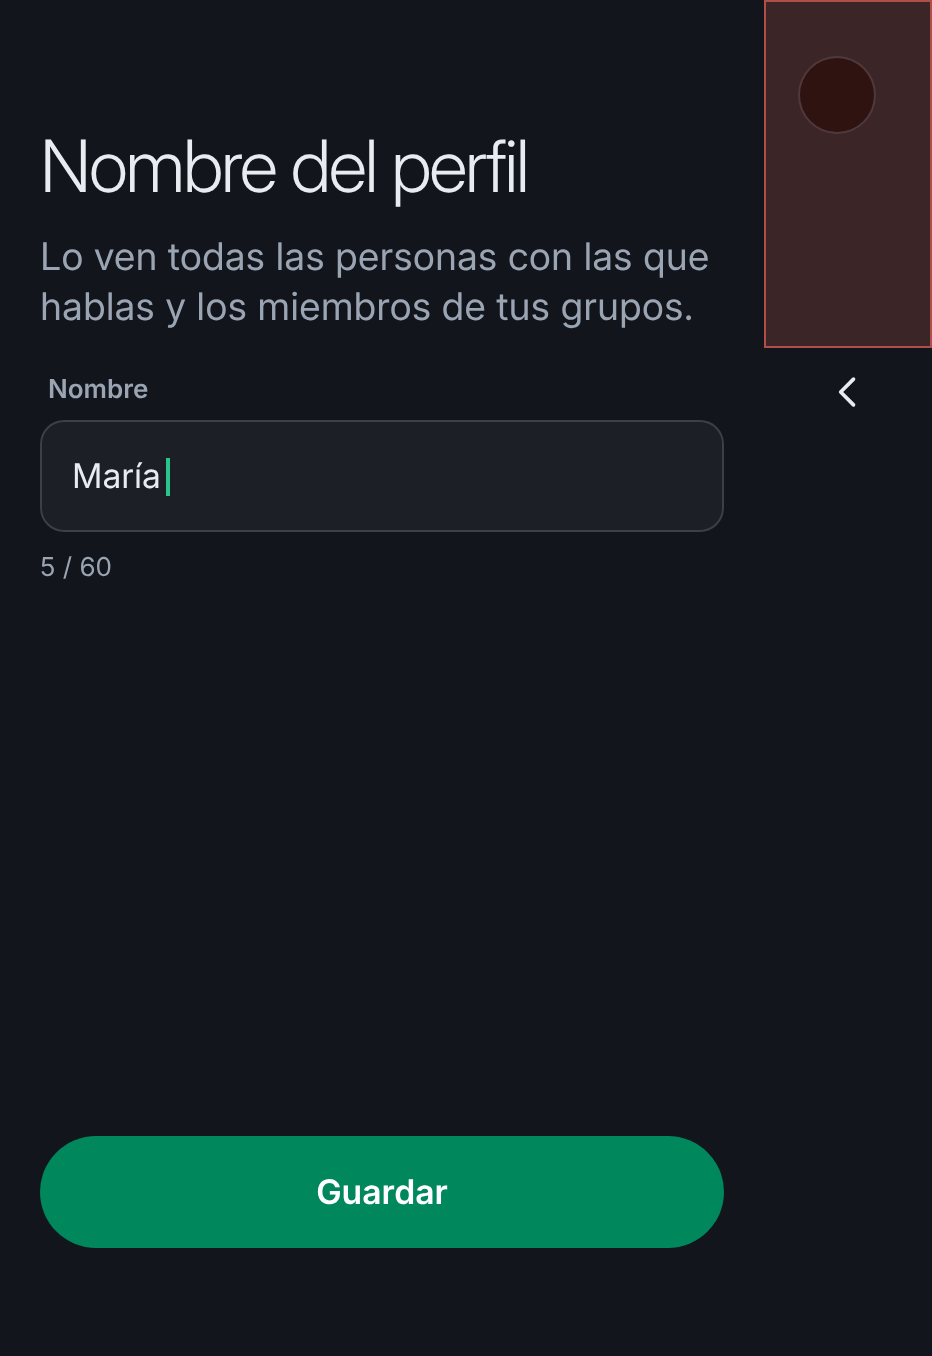 Nombre del perfil
Lo ven todas las personas con las que
hablas y los miembros de tus grupos.
Nombre
María
5 / 60
Guardar